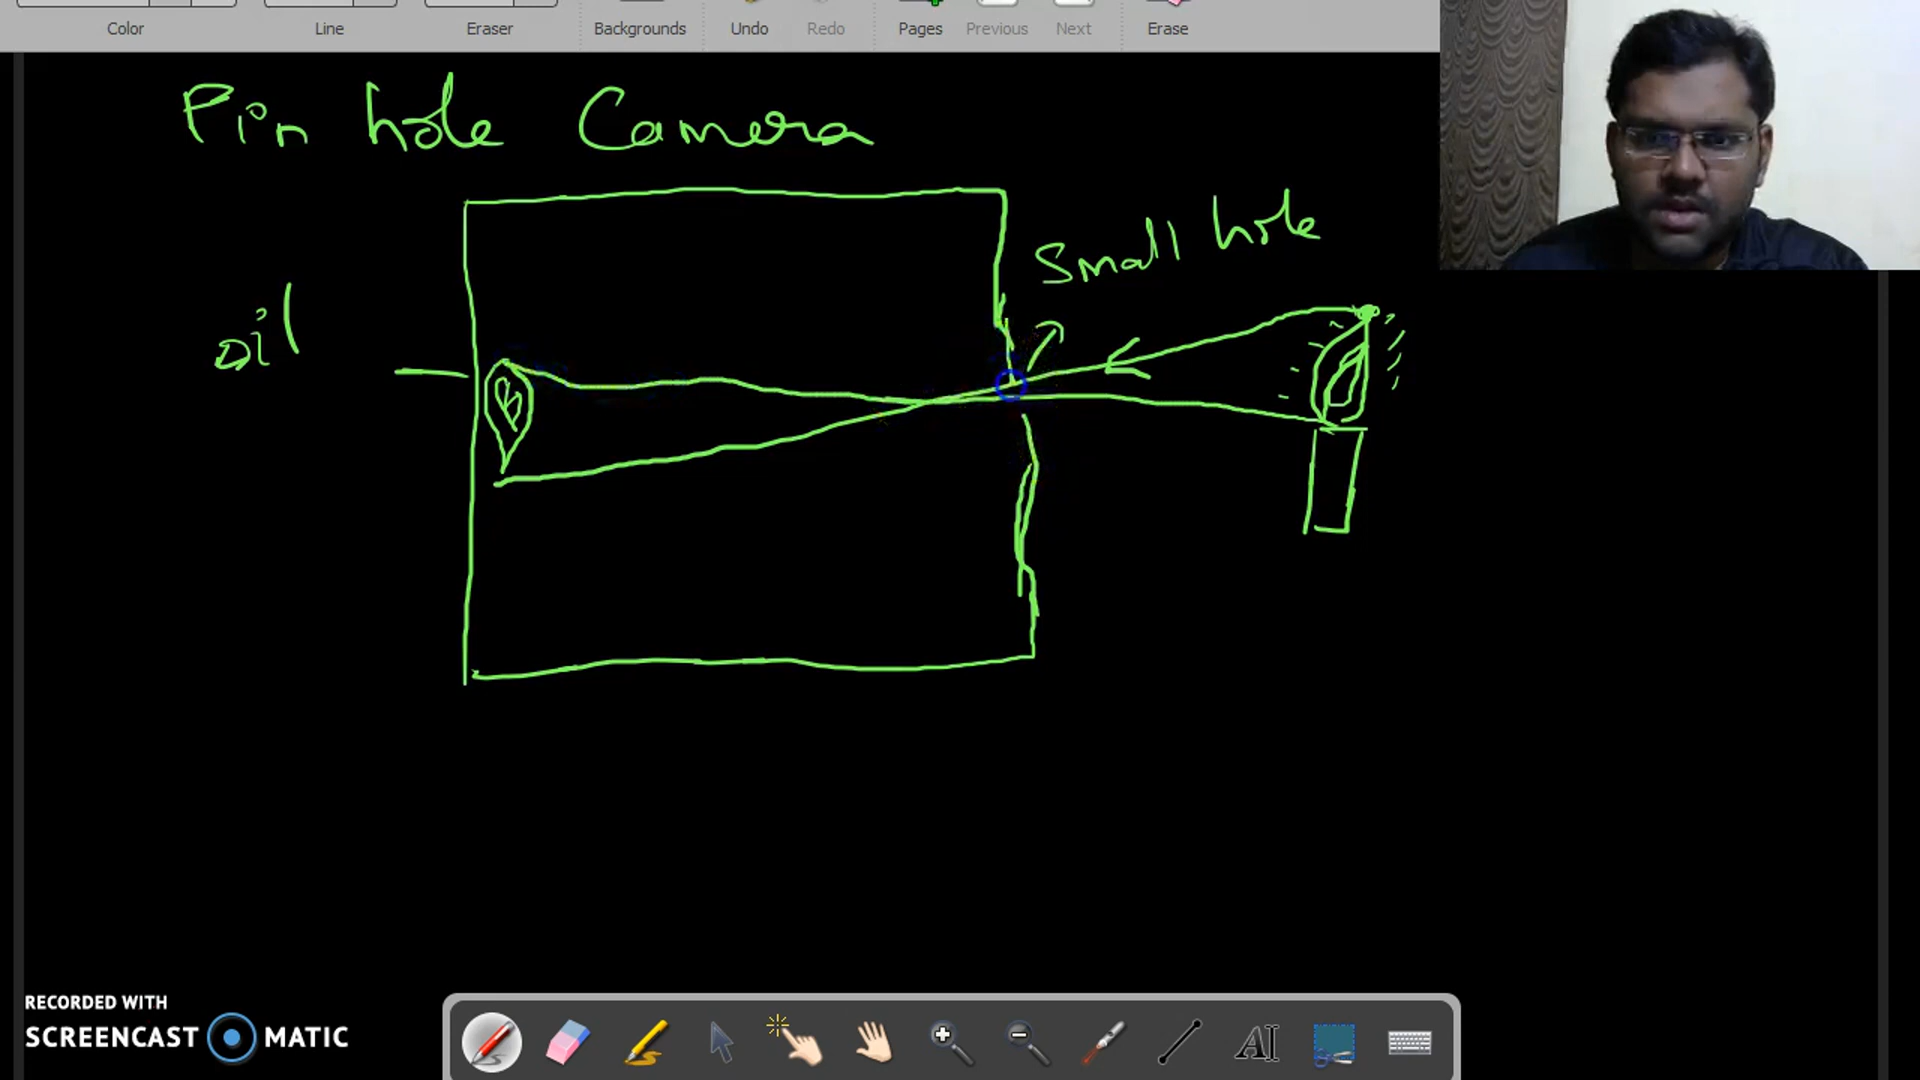 Color Line Eraser Backgrounds Undo Redo Pages Previous Next Erase
Pin hole Camera
Small hole
oil
RECORDED WITH
SCREENCAST MATIC
AI